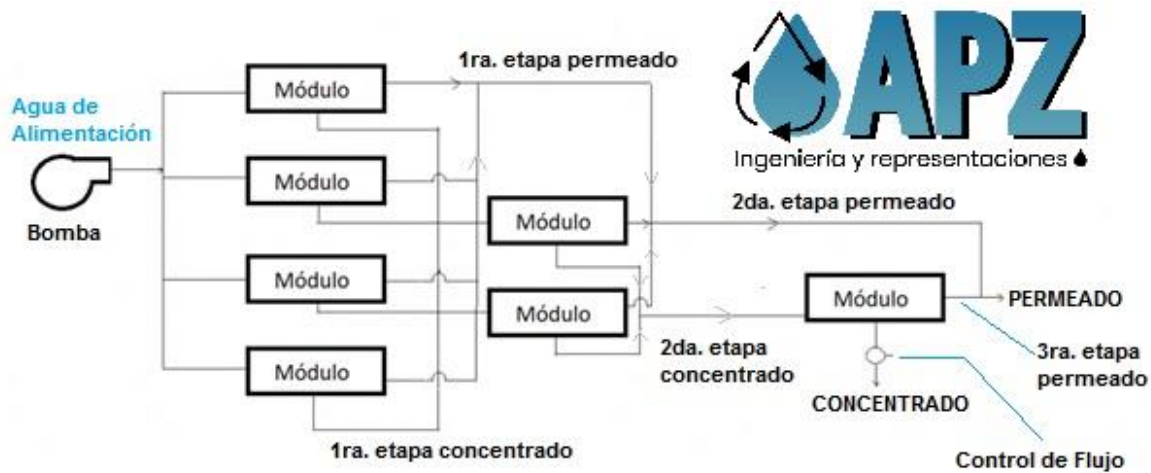 1ra. etapa permeado
APZ
Ingeniería y representaciones
Agua de
Alimentación
Bomba
Módulo
Módulo
Módulo
Módulo
1ra. etapa concentrado
Módulo
Módulo
2da. etapa permeado
2da. etapa
concentrado
Módulo
PERMEADO
3ra. etapa
permeado
CONCENTRADO
Control de Flujo